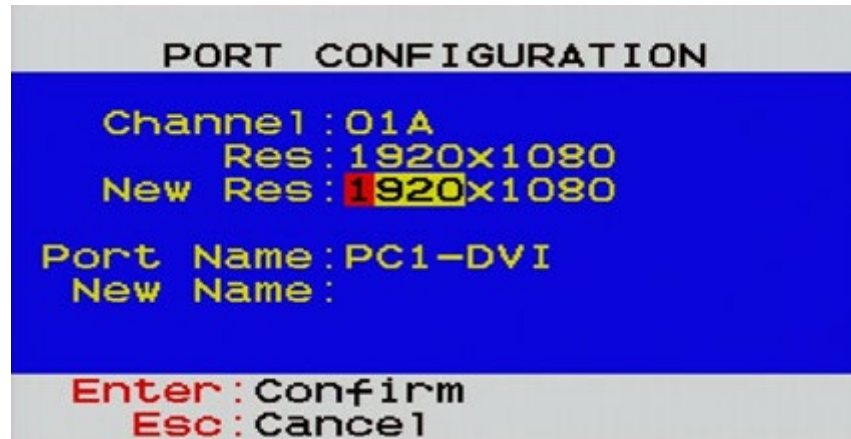 PORT CONFIGURATION
Channel:01A
Res:1920x1080
New Res:1920x1080
Port Name:PC1-DVI
New Name:
Enter:Confirm
Esc:Cancel